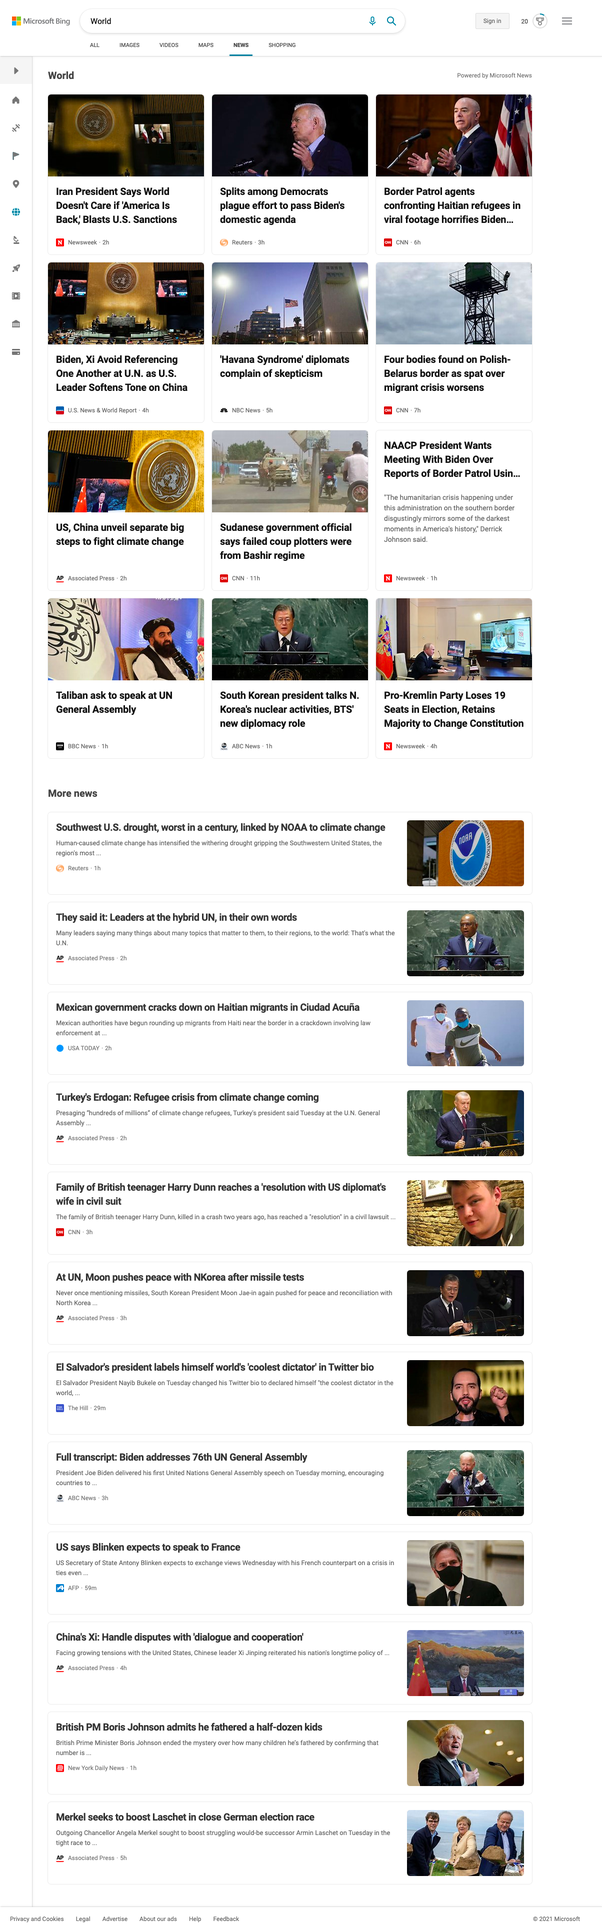 Microsoft Bing
World
Sign in
20
ALL IMAGES VIDEOS MAPS NEWS SHOPPING
World
Powered by Microsoft News
Iran President Says World
Doesn't Care if 'America Is
Back,' Blasts U.S. Sanctions
Newsweek · 2h
Splits among Democrats
plague effort to pass Biden's
domestic agenda
Reuters · 3h
Border Patrol agents
confronting Haitian refugees in
viral footage horrifies Biden...
CNN · 6h
Biden, Xi Avoid Referencing
One Another at U.N. as U.S.
Leader Softens Tone on China
U.S. News & World Report · 4h
'Havana Syndrome' diplomats
complain of skepticism
NBC News · 5h
Four bodies found on Polish-
Belarus border as spat over
migrant crisis worsens
CNN · 7h
US, China unveil separate big
steps to fight climate change
AP Associated Press · 2h
Sudanese government official
says failed coup plotters were
from Bashir regime
CNN · 11h
NAACP President Wants
Meeting With Biden Over
Reports of Border Patrol Usin...
"The humanitarian crisis happening under
this administration on the southern border
disgustingly mirrors some of the darkest
moments in America's history," Derrick
Johnson said.
Newsweek · 1h
Taliban ask to speak at UN
General Assembly
BBC News · 1h
South Korean president talks N.
Korea's nuclear activities, BTS'
new diplomacy role
ABC News · 1h
Pro-Kremlin Party Loses 19
Seats in Election, Retains
Majority to Change Constitution
Newsweek · 4h
More news
Southwest U.S. drought, worst in a century, linked by NOAA to climate change
Human-caused climate change has intensified the withering drought gripping the Southwestern United States, the
region's most ...
Reuters · 1h
NOAA
They said it: Leaders at the hybrid UN, in their own words
Many leaders saying many things about many topics that matter to them, to their regions, to the world: That's what the
U.N.
AP Associated Press · 2h
Mexican government cracks down on Haitian migrants in Ciudad Acuña
Mexican authorities have begun rounding up migrants from Haiti near the border in a crackdown involving law
enforcement at ...
USA TODAY · 2h
Turkey's Erdogan: Refugee crisis from climate change coming
Presaging "hundreds of millions" of climate change refugees, Turkey's president said Tuesday at the U.N. General
Assembly ...
AP Associated Press · 2h
Family of British teenager Harry Dunn reaches a 'resolution with US diplomat's
wife in civil suit
The family of British teenager Harry Dunn, killed in a crash two years ago, has reached a "resolution" in a civil lawsuit ...
CNN · 3h
At UN, Moon pushes peace with NKorea after missile tests
Never once mentioning missiles, South Korean President Moon Jae-in again pushed for peace and reconciliation with
North Korea ...
AP Associated Press · 3h
El Salvador's president labels himself world's 'coolest dictator' in Twitter bio
El Salvador President Nayib Bukele on Tuesday changed his Twitter bio to declared himself "the coolest dictator in the
world, ...
The Hill · 29m
Full transcript: Biden addresses 76th UN General Assembly
President Joe Biden delivered his first United Nations General Assembly speech on Tuesday morning, encouraging
countries to ...
ABC News · 3h
US says Blinken expects to speak to France
US Secretary of State Antony Blinken expects to exchange views Wednesday with his French counterpart on a crisis in
ties even ...
AFP · 59m
China's Xi: Handle disputes with 'dialogue and cooperation'
Facing growing tensions with the United States, Chinese leader Xi Jinping reiterated his nation's longtime policy of ...
AP Associated Press · 4h
British PM Boris Johnson admits he fathered a half-dozen kids
British Prime Minister Boris Johnson ended the mystery over how many children he's fathered by confirming that
number is ...
New York Daily News · 1h
Merkel seeks to boost Laschet in close German election race
Outgoing Chancellor Angela Merkel sought to boost struggling would-be successor Armin Laschet on Tuesday in the
tight race to ...
AP Associated Press · 5h
Privacy and Cookies Legal Advertise About our ads Help Feedback
© 2021 Microsoft